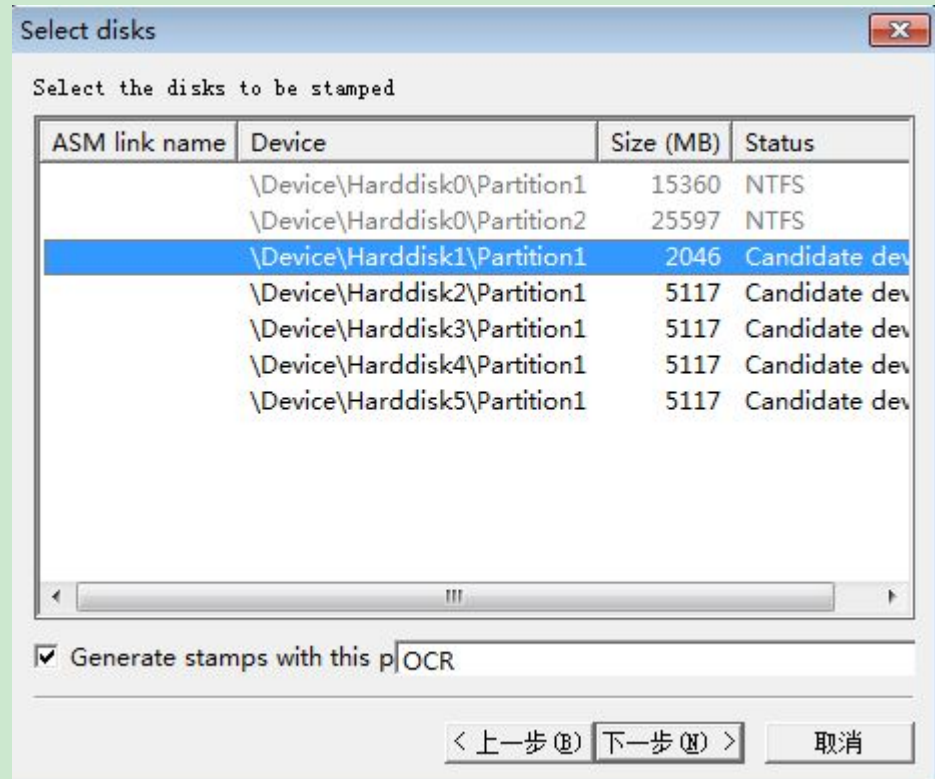 Select disks
Select the disks to be stamped
ASM link name Device Size (MB) Status
\Device\Harddisk0\Partition1 15360 NTFS
\Device\Harddisk0\Partition2 25597 NTFS
\Device\Harddisk1\Partition1 2046 Candidate dev
\Device\Harddisk2\Partition1 5117 Candidate dev
\Device\Harddisk3\Partition1 5117 Candidate dev
\Device\Harddisk4\Partition1 5117 Candidate dev
\Device\Harddisk5\Partition1 5117 Candidate dev
Generate stamps with this p OCR
< 上一步(B) 下一步(N) > 取消